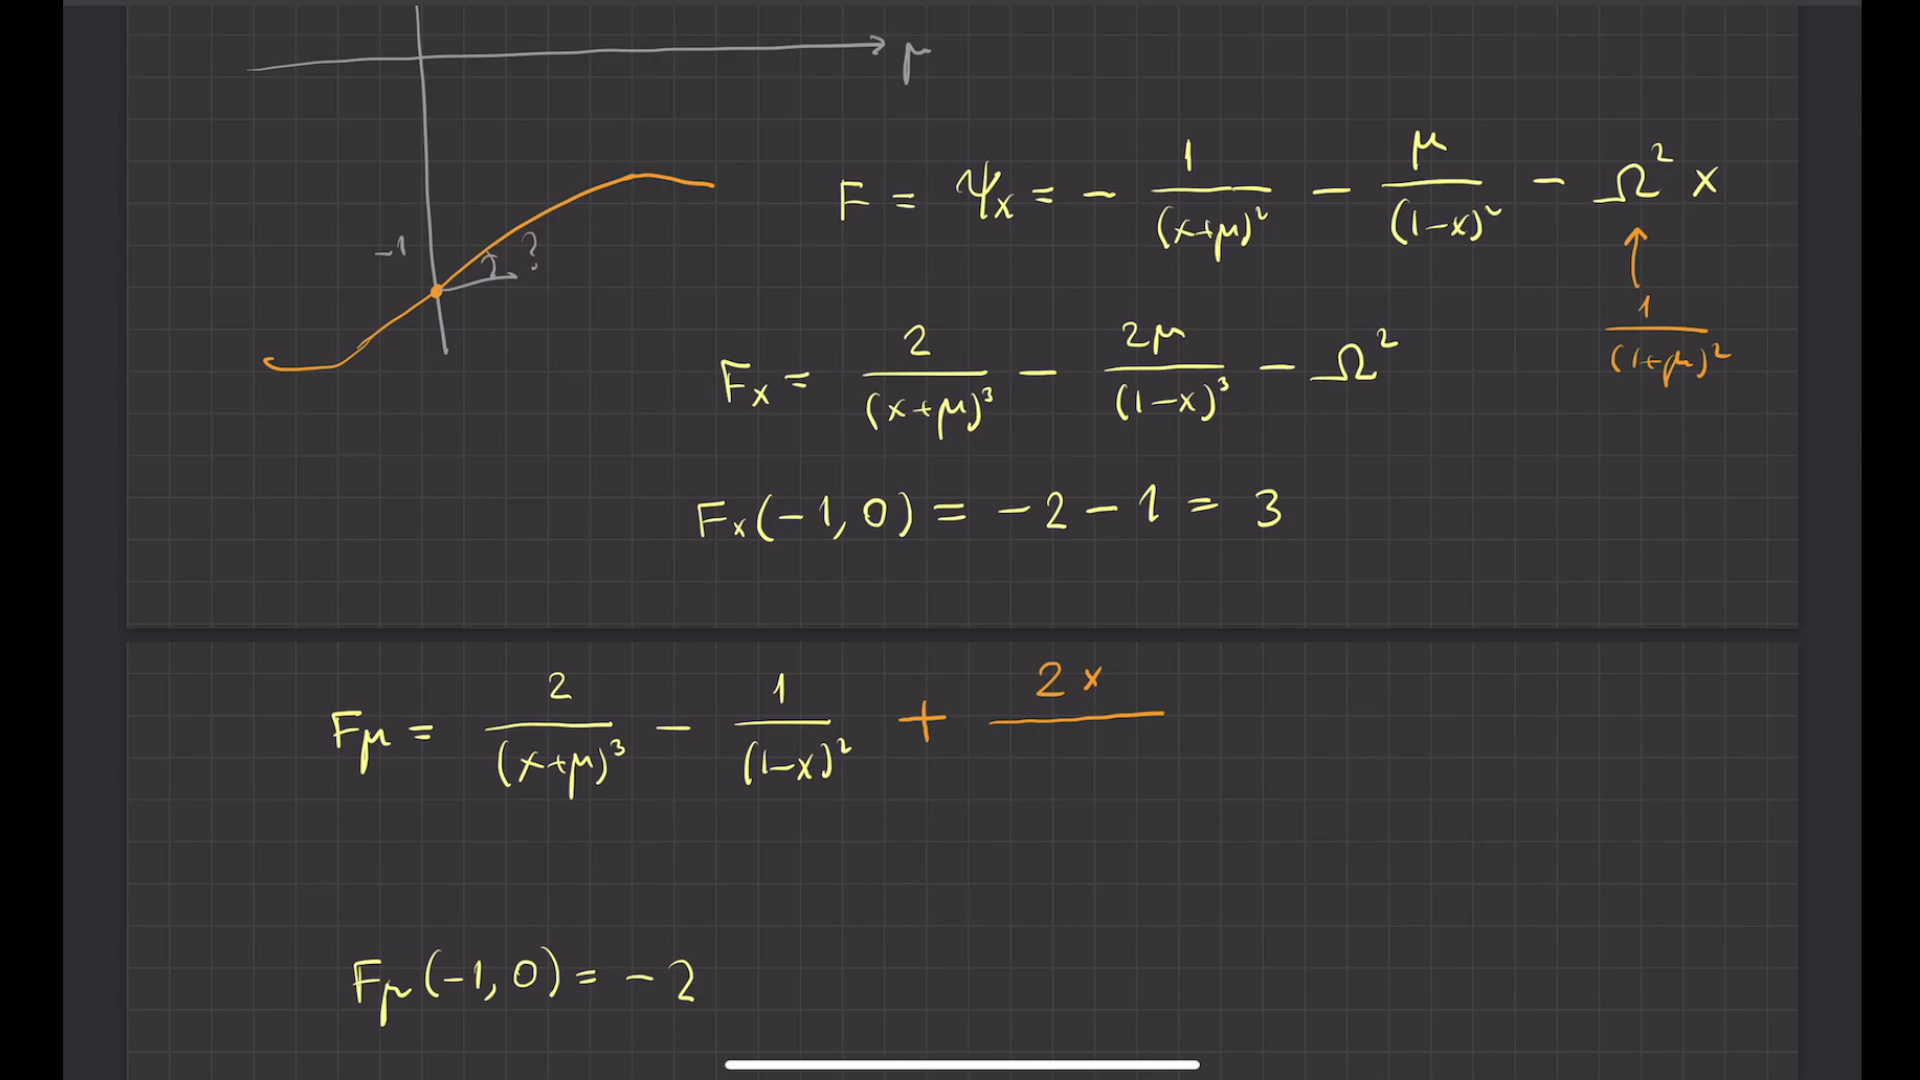 μ
F = Ψx = - 1/(x+μ)² - μ/(1-x)² - Ω² x
-1
?
1/(1+μ)²
Fx = 2/(x+μ)³ - 2μ/(1-x)³ - Ω²
Fx(-1, 0) = -2 - 1 = 3
Fμ = 2/(x+μ)³ - 1/(1-x)² + 2x
Fμ(-1, 0) = -2